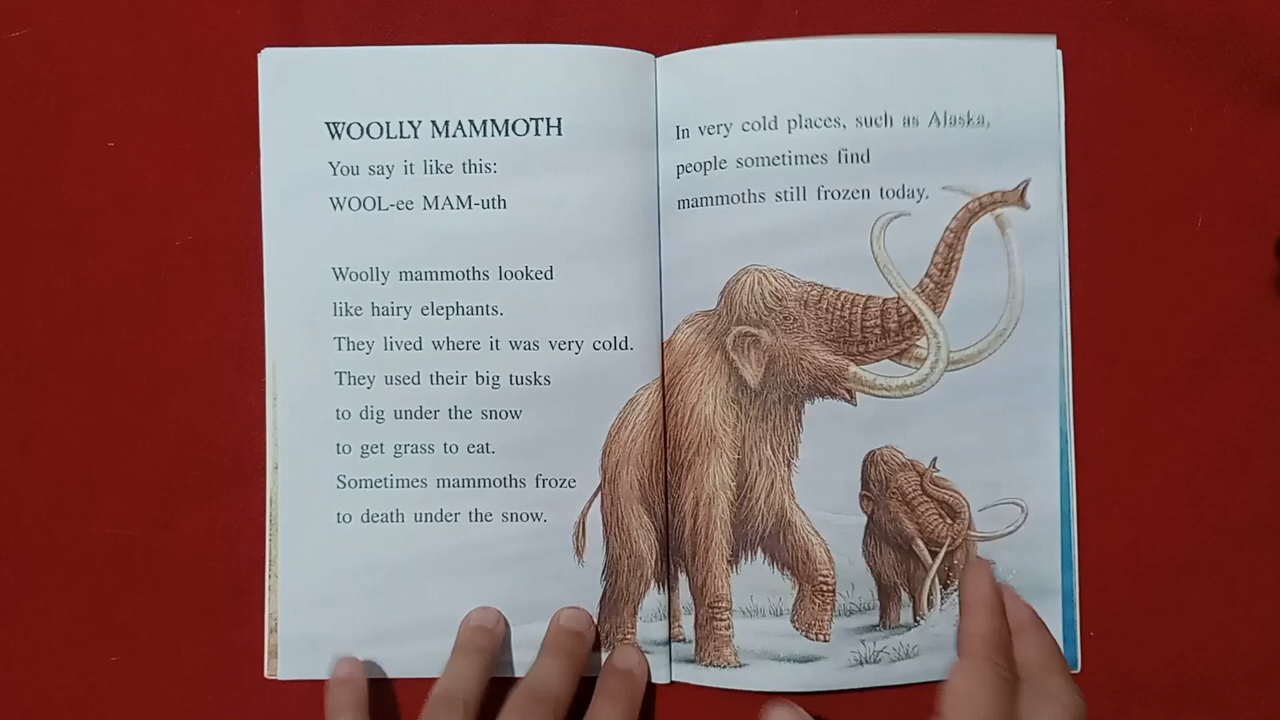 WOOLLY MAMMOTH
You say it like this:
WOOL-ee MAM-uth
Woolly mammoths looked
like hairy elephants.
They lived where it was very cold.
They used their big tusks
to dig under the snow
to get grass to eat.
Sometimes mammoths froze
to death under the snow.
In very cold places, such as Alaska,
people sometimes find
mammoths still frozen today.